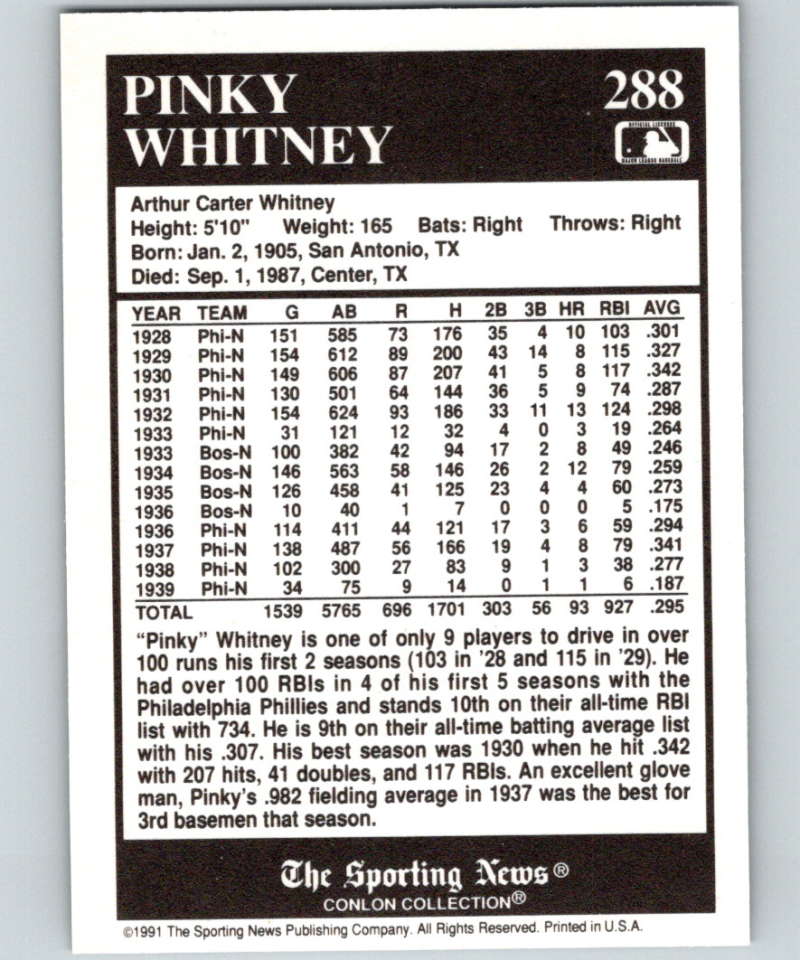 PINKY
WHITNEY
288
OFFICIAL LICENSEE
MAJOR LEAGUE BASEBALL
Arthur Carter Whitney
Height: 5'10" Weight: 165 Bats: Right Throws: Right
Born: Jan. 2, 1905, San Antonio, TX
Died: Sep. 1, 1987, Center, TX
YEAR TEAM G AB R H 2B 3B HR RBI AVG
1928 Phi-N 151 585 73 176 35 4 10 103 .301
1929 Phi-N 154 612 89 200 43 14 8 115 .327
1930 Phi-N 149 606 87 207 41 5 8 117 .342
1931 Phi-N 130 501 64 144 36 5 9 74 .287
1932 Phi-N 154 624 93 186 33 11 13 124 .298
1933 Phi-N 31 121 12 32 4 0 3 19 .264
1933 Bos-N 100 382 42 94 17 2 8 49 .246
1934 Bos-N 146 563 58 146 26 2 12 79 .259
1935 Bos-N 126 458 41 125 23 4 4 60 .273
1936 Bos-N 10 40 1 7 0 0 0 5 .175
1936 Phi-N 114 411 44 121 17 3 6 59 .294
1937 Phi-N 138 487 56 166 19 4 8 79 .341
1938 Phi-N 102 300 27 83 9 1 3 38 .277
1939 Phi-N 34 75 9 14 0 1 1 6 .187
TOTAL 1539 5765 696 1701 303 56 93 927 .295
"Pinky" Whitney is one of only 9 players to drive in over
100 runs his first 2 seasons (103 in '28 and 115 in '29). He
had over 100 RBIs in 4 of his first 5 seasons with the
Philadelphia Phillies and stands 10th on their all-time RBI
list with 734. He is 9th on their all-time batting average list
with his .307. His best season was 1930 when he hit .342
with 207 hits, 41 doubles, and 117 RBIs. An excellent glove
man, Pinky's .982 fielding average in 1937 was the best for
3rd basemen that season.
The Sporting News®
CONLON COLLECTION®
©1991 The Sporting News Publishing Company. All Rights Reserved. Printed in U.S.A.